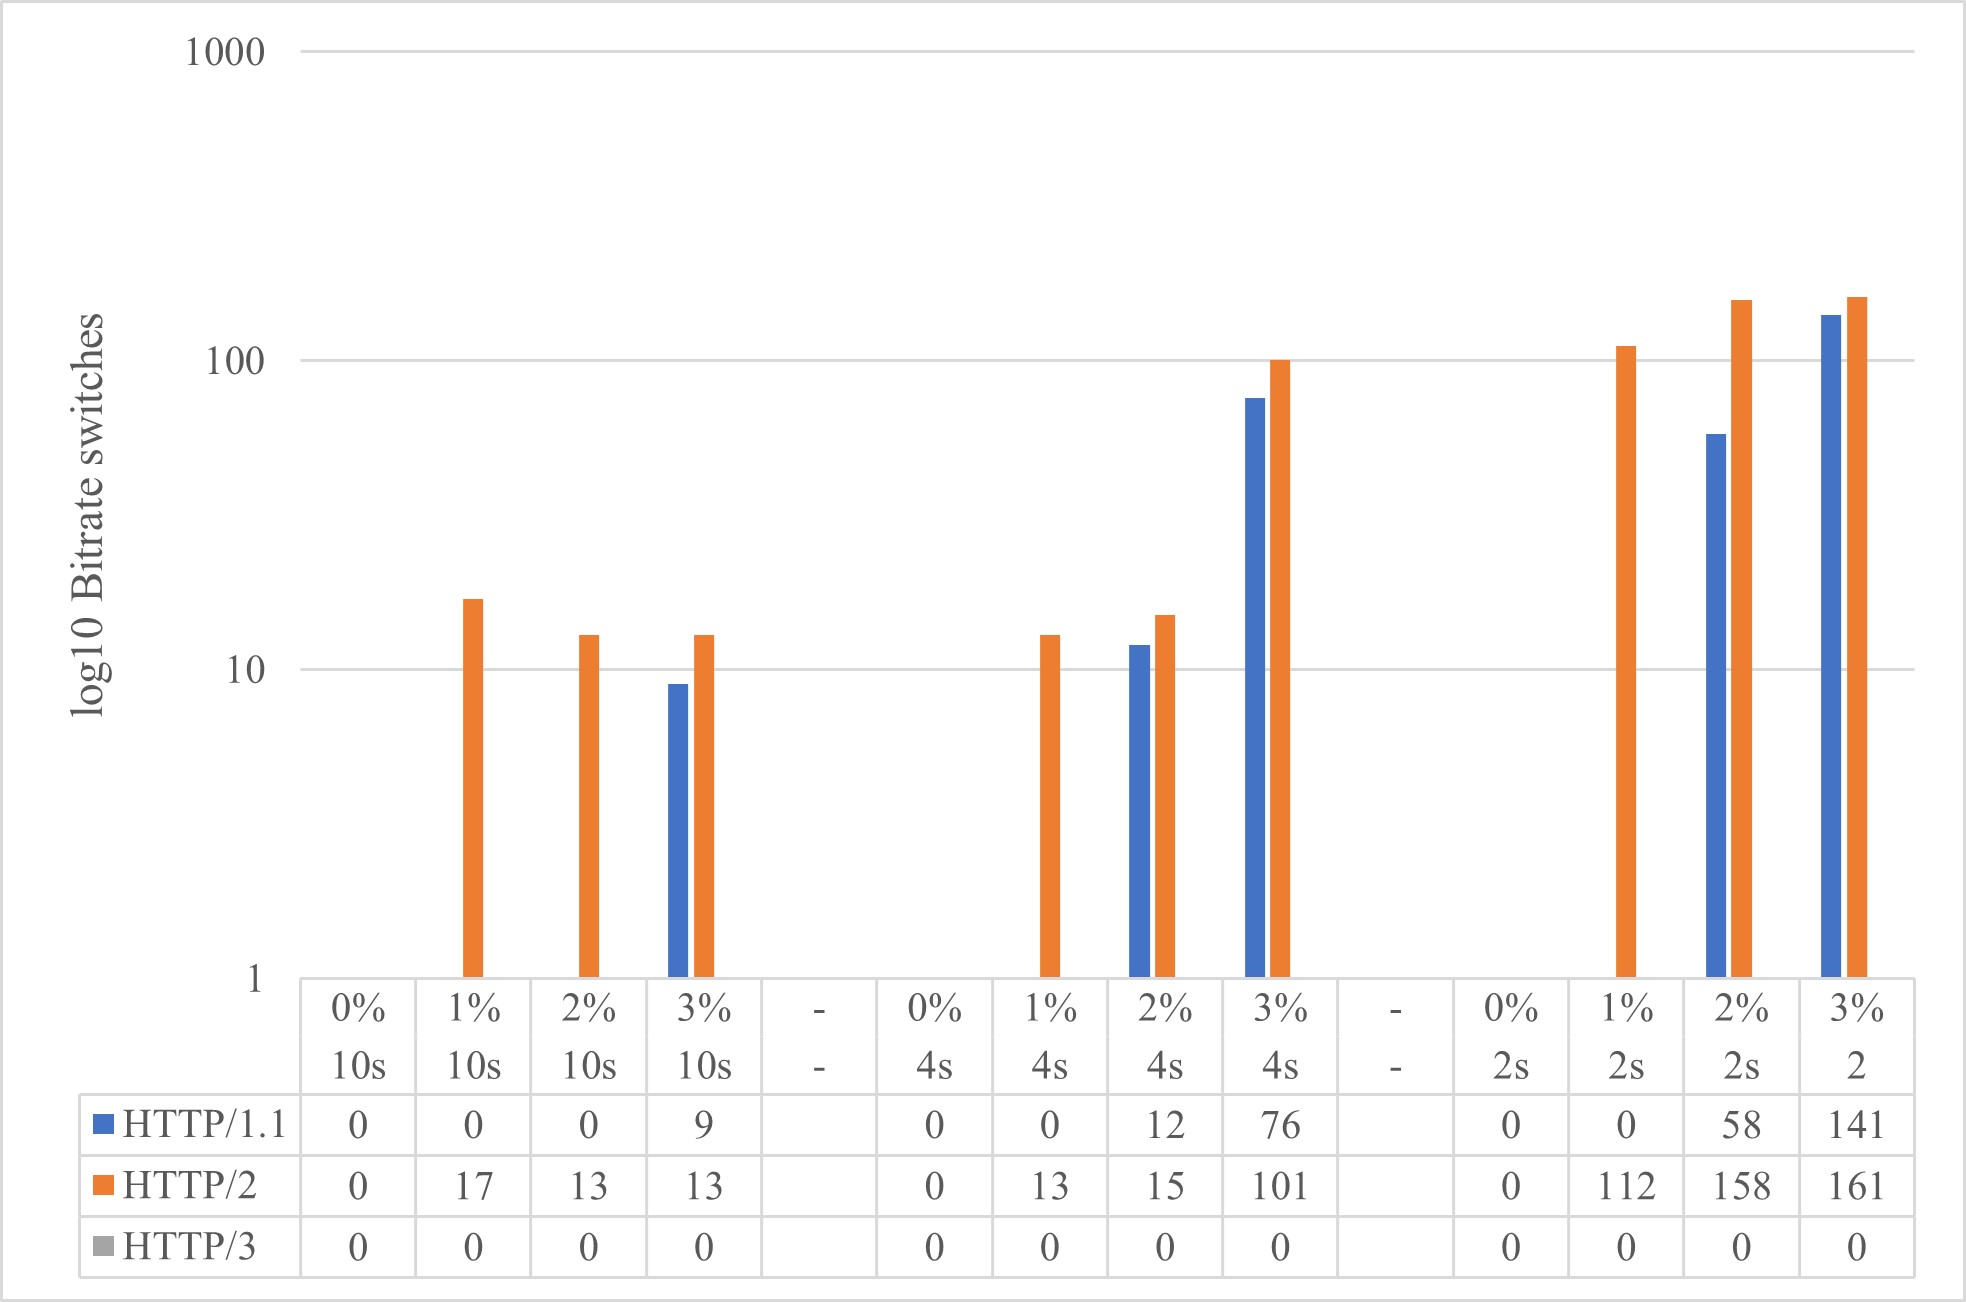 1000
100
10
1
log10 Bitrate switches
0% 1% 2% 3% - 0% 1% 2% 3% - 0% 1% 2% 3%
10s 10s 10s 10s - 4s 4s 4s 4s - 2s 2s 2s 2
HTTP/1.1 0 0 0 9 0 0 12 76 0 0 58 141
HTTP/2 0 17 13 13 0 13 15 101 0 112 158 161
HTTP/3 0 0 0 0 0 0 0 0 0 0 0 0